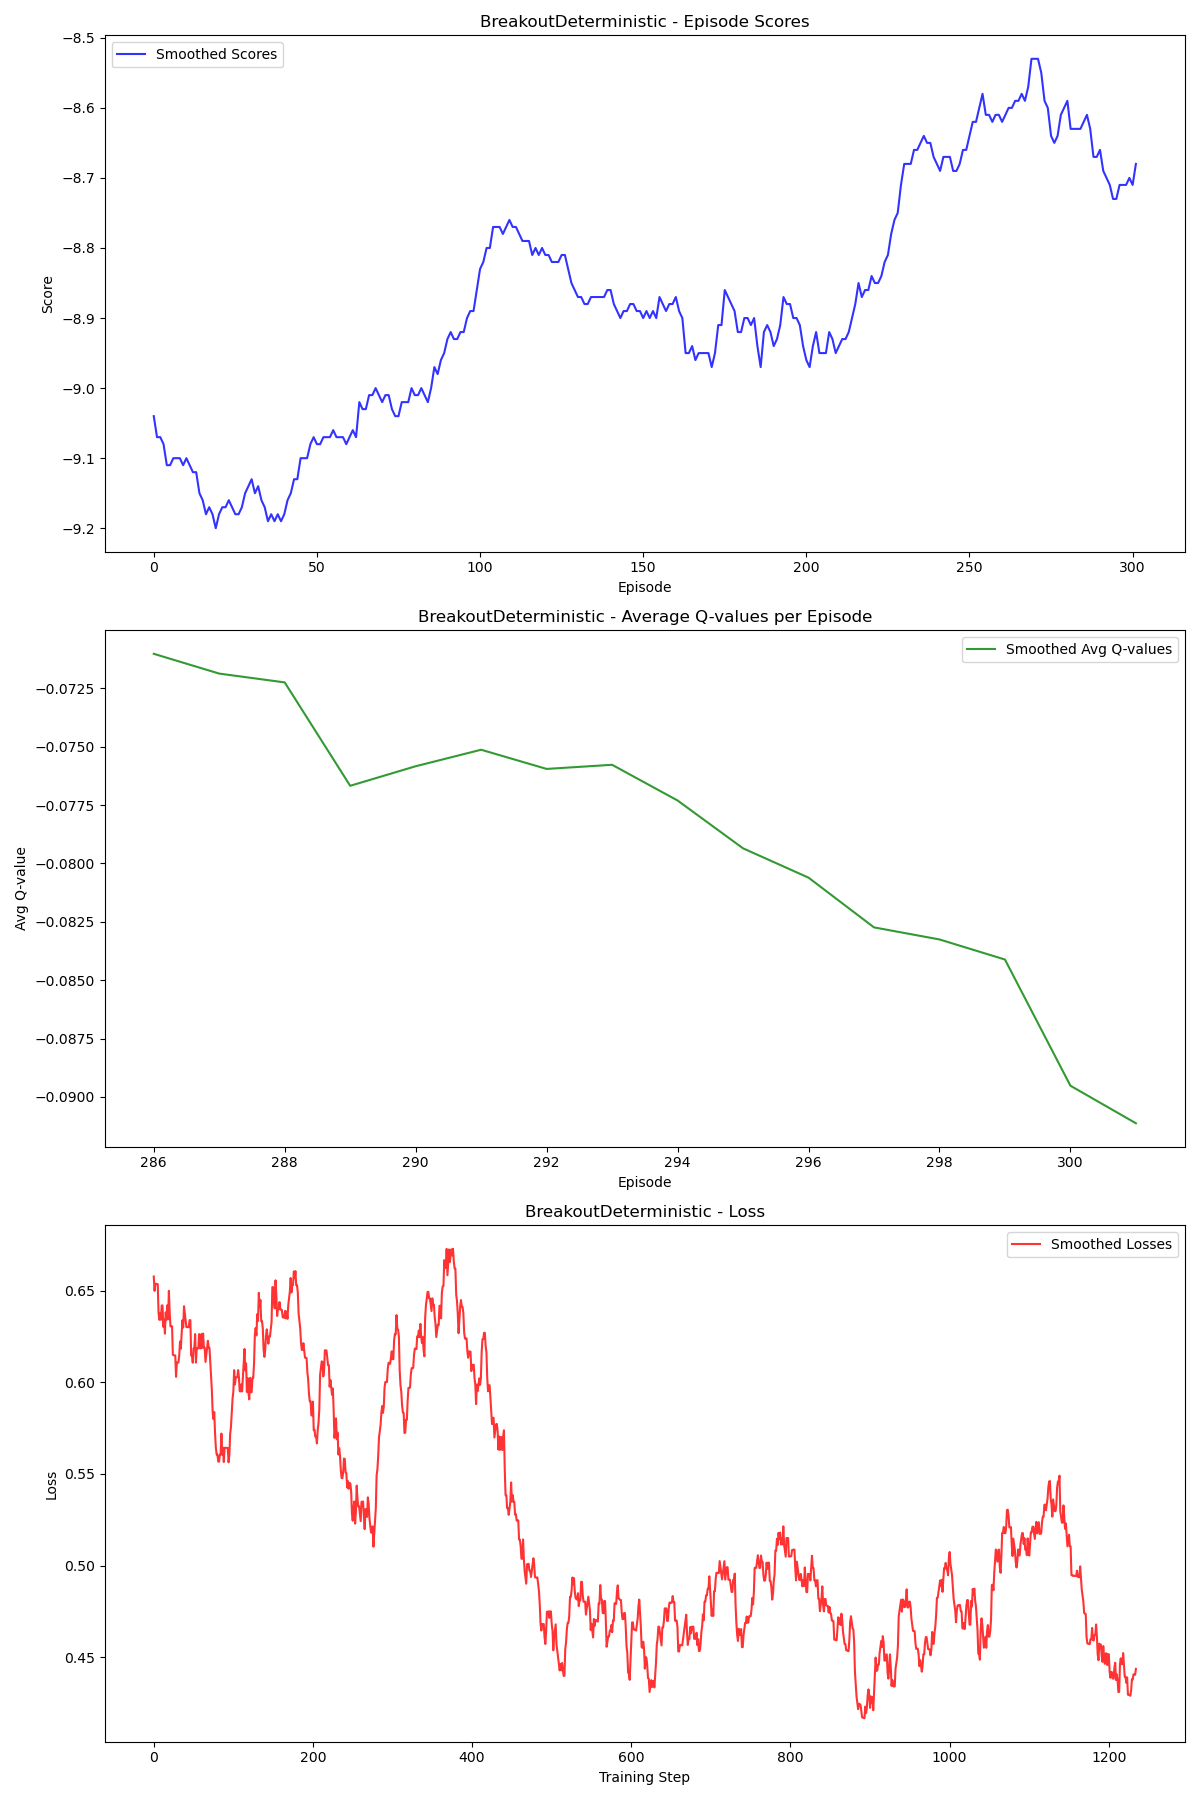 BreakoutDeterministic - Episode Scores
Smoothed Scores
−8.5
−8.6
−8.7
−8.8
−8.9
−9.0
−9.1
−9.2
Score
0 50 100 150 200 250 300
Episode
BreakoutDeterministic - Average Q-values per Episode
Smoothed Avg Q-values
−0.0725
−0.0750
−0.0775
−0.0800
−0.0825
−0.0850
−0.0875
−0.0900
Avg Q-value
286 288 290 292 294 296 298 300
Episode
BreakoutDeterministic - Loss
Smoothed Losses
0.65
0.60
0.55
0.50
0.45
Loss
0 200 400 600 800 1000 1200
Training Step